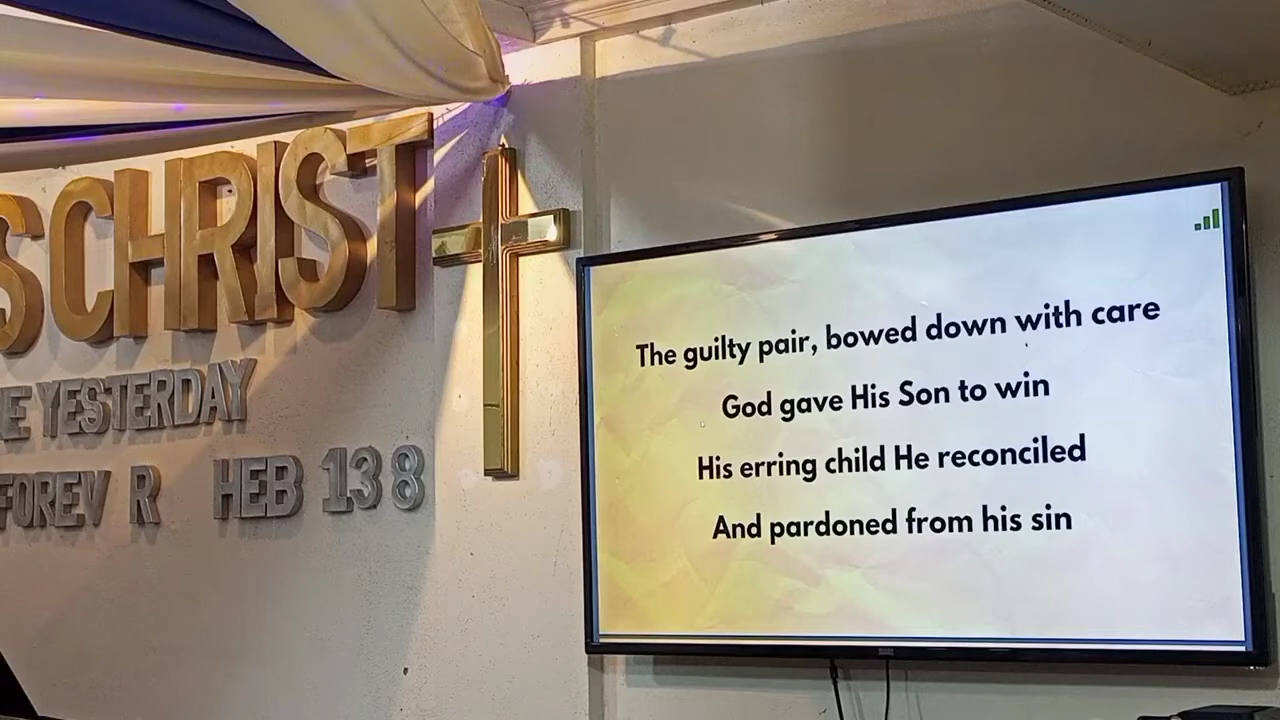 S CHRIST
E YESTERDAY
FOREV R HEB 13 8
The guilty pair, bowed down with care
God gave His Son to win
His erring child He reconciled
And pardoned from his sin